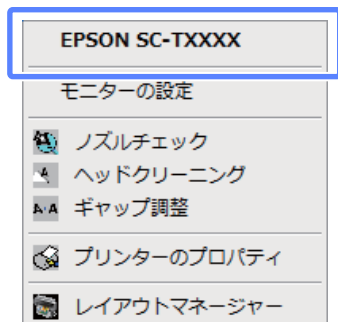 EPSON SC-TXXXX
モニターの設定
ノズルチェック
ヘッドクリーニング
ギャップ調整
プリンターのプロパティ
レイアウトマネージャー